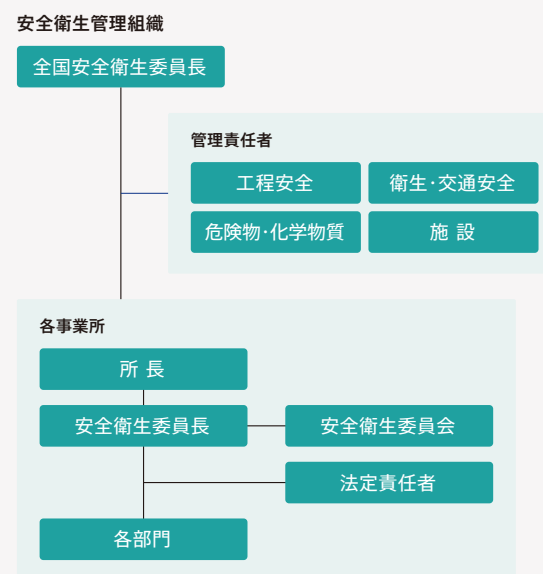 安全衛生管理組織
全国安全衛生委員長
管理責任者
工程安全
衛生·交通安全
危険物·化学物質
施 設
各事業所
所 長
安全衛生委員長
安全衛生委員会
法定責任者
各部門